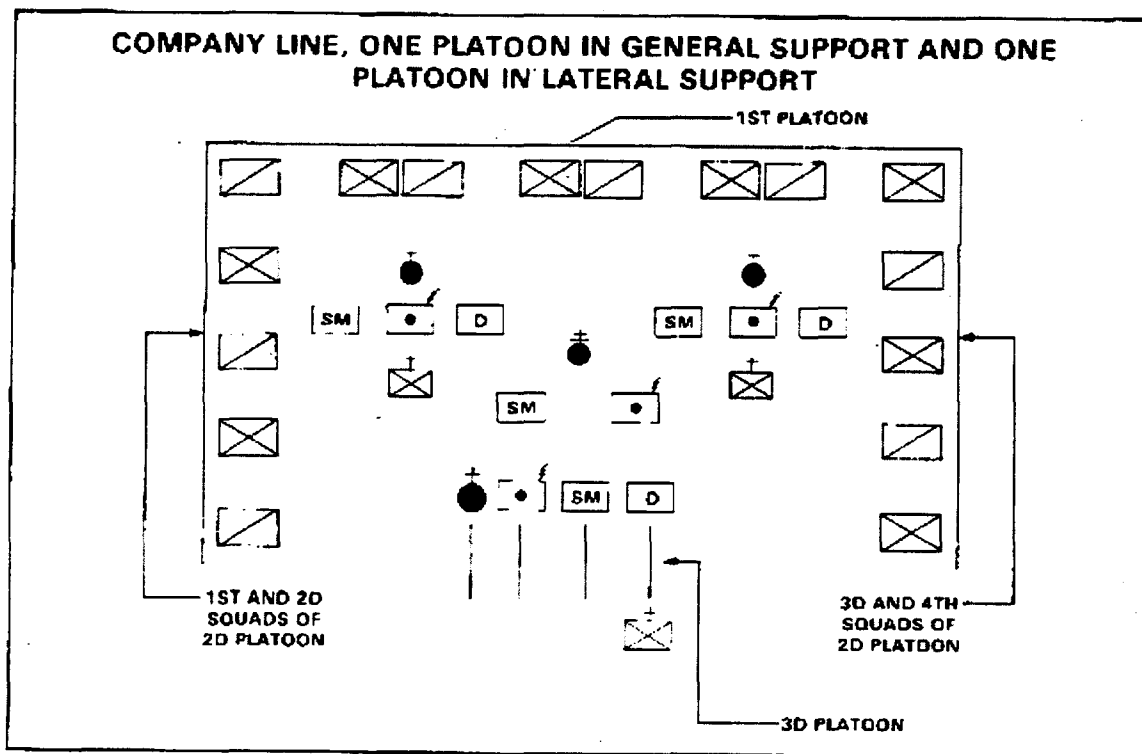 COMPANY LINE, ONE PLATOON IN GENERAL SUPPORT AND ONE
PLATOON IN LATERAL SUPPORT
1ST PLATOON
SM
D
SM
D
SM
SM
D
1ST AND 2D
SQUADS OF
2D PLATOON
3D AND 4TH
SQUADS OF
2D PLATOON
3D PLATOON